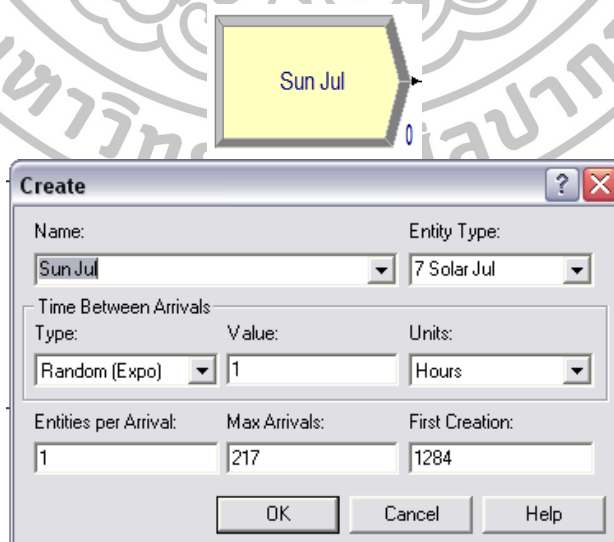 Sun Jul
0
Create
Name:
Entity Type:
Sun Jul
7 Solar Jul
Time Between Arrivals
Type:
Value:
Units:
Random (Expo)
1
Hours
Entities per Arrival:
Max Arrivals:
First Creation:
1
217
1284
OK
Cancel
Help